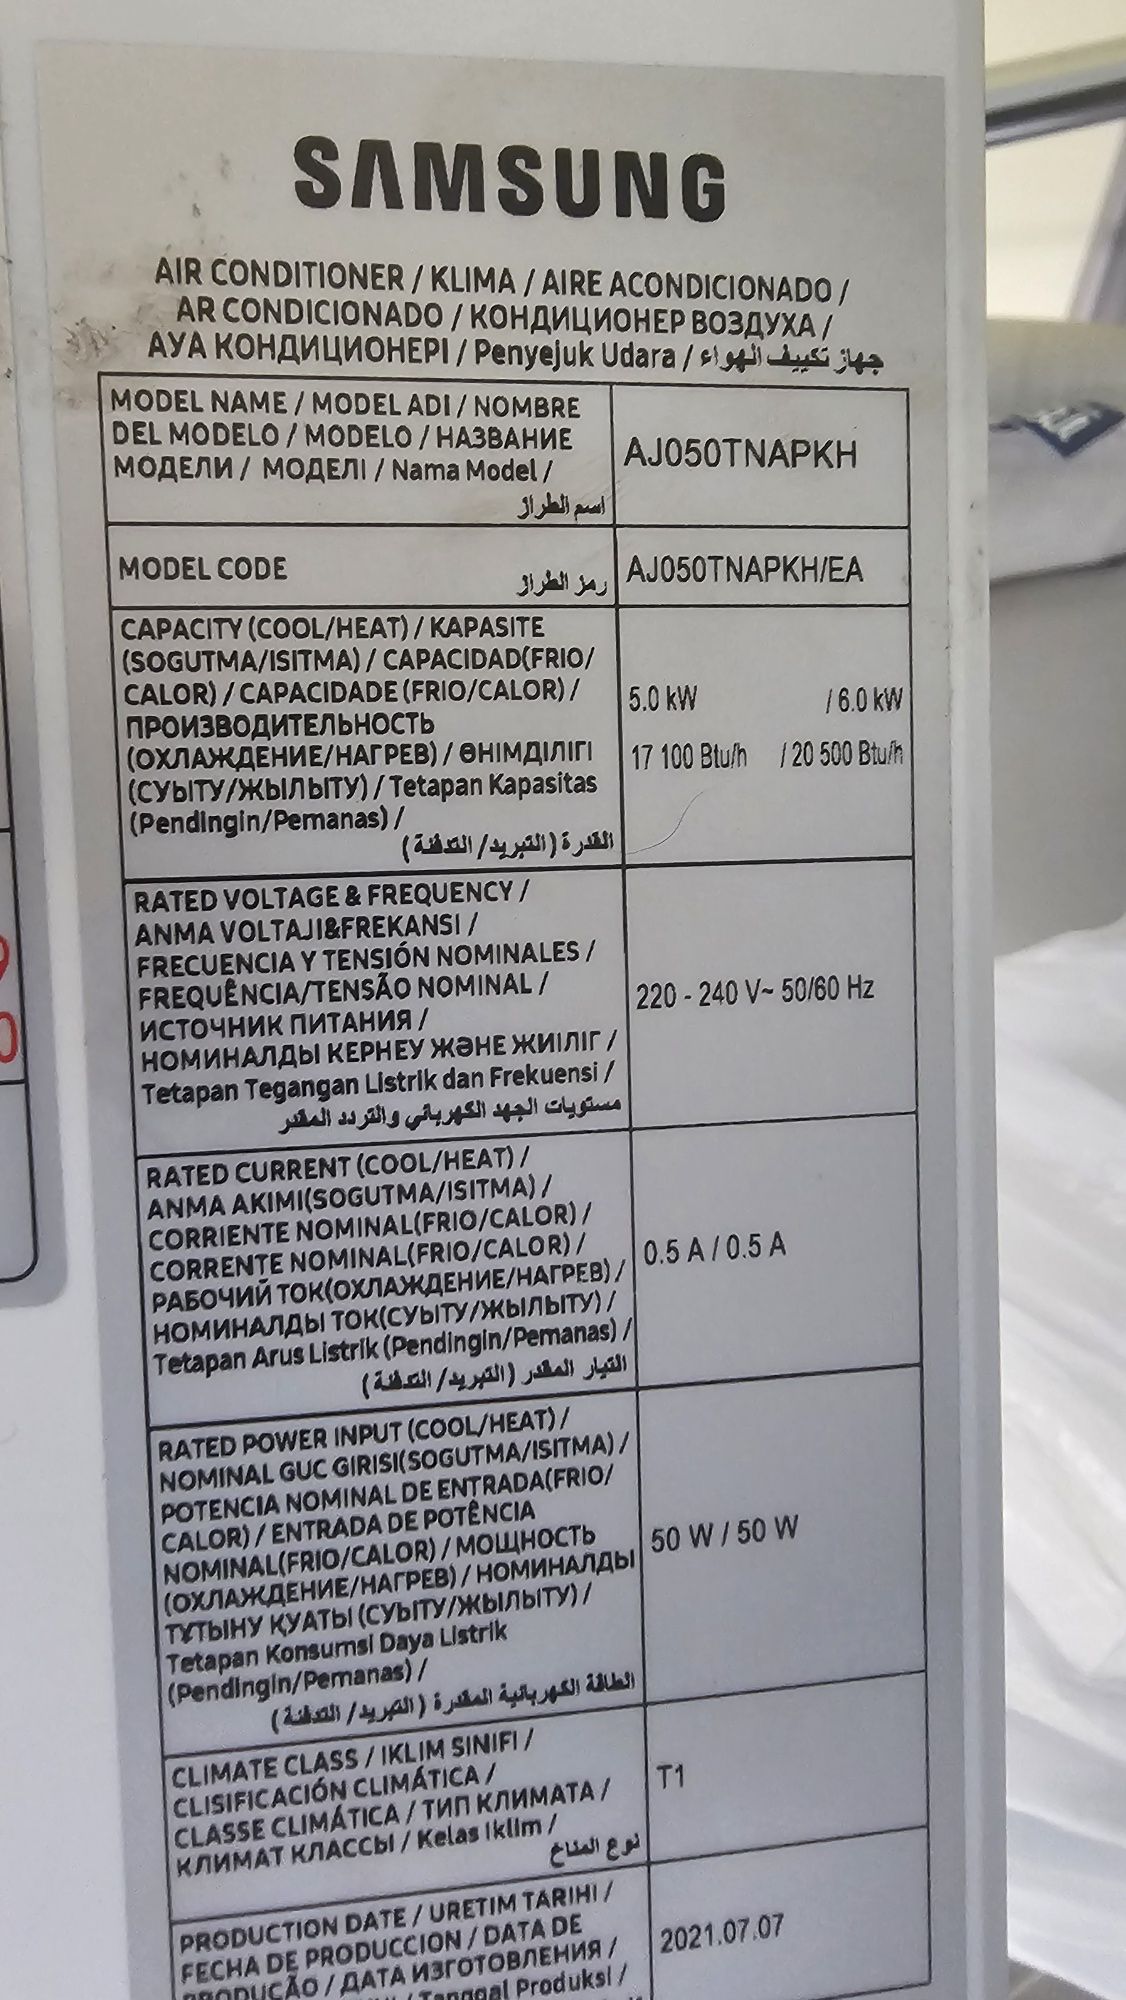 SAMSUNG
AIR CONDITIONER / KLIMA / AIRE ACONDICIONADO /
AR CONDICIONADO / КОНДИЦИОНЕР ВОЗДУХА /
АУА КОНДИЦИОНЕРІ / Penyejuk Udara / جهاز تكييف الهواء
MODEL NAME / MODEL ADI / NOMBRE
DEL MODELO / MODELO / НАЗВАНИЕ
МОДЕЛИ / МОДЕЛІ / Nama Model /
اسم الطراز
AJ050TNAPKH
MODEL CODE
رمز الطراز
AJ050TNAPKH/EA
CAPACITY (COOL/HEAT) / KAPASITE
(SOGUTMA/ISITMA) / CAPACIDAD(FRIO/
CALOR) / CAPACIDADE (FRIO/CALOR) /
ПРОИЗВОДИТЕЛЬНОСТЬ
(ОХЛАЖДЕНИЕ/НАГРЕВ) / ӨНІМДІЛІГІ
(СУЫТУ/ЖЫЛЫТУ) / Tetapan Kapasitas
(Pendingin/Pemanas) /
القدرة (التبريد/ التدفئة)
5.0 kW / 6.0 kW
17 100 Btu/h / 20 500 Btu/h
RATED VOLTAGE & FREQUENCY /
ANMA VOLTAJI&FREKANSI /
FRECUENCIA Y TENSIÓN NOMINALES /
FREQUÊNCIA/TENSÃO NOMINAL /
ИСТОЧНИК ПИТАНИЯ /
НОМИНАЛДЫ КЕРНЕУ ЖӘНЕ ЖИІЛІГ /
Tetapan Tegangan Listrik dan Frekuensi /
مستويات الجهد الكهربائي والتردد المقدر
220 - 240 V~ 50/60 Hz
RATED CURRENT (COOL/HEAT) /
ANMA AKIMI(SOGUTMA/ISITMA) /
CORRIENTE NOMINAL(FRIO/CALOR) /
CORRENTE NOMINAL(FRIO/CALOR) /
РАБОЧИЙ ТОК(ОХЛАЖДЕНИЕ/НАГРЕВ) /
НОМИНАЛДЫ ТОК(СУЫТУ/ЖЫЛЫТУ) /
Tetapan Arus Listrik (Pendingin/Pemanas) /
التيار المقدر (التبريد/ التدفئة)
0.5 A / 0.5 A
RATED POWER INPUT (COOL/HEAT) /
NOMINAL GUC GIRISI(SOGUTMA/ISITMA) /
POTENCIA NOMINAL DE ENTRADA(FRIO/
CALOR) / ENTRADA DE POTÊNCIA
NOMINAL(FRIO/CALOR) / МОЩНОСТЬ
(ОХЛАЖДЕНИЕ/НАГРЕВ) / НОМИНАЛДЫ
ТҰТЫНУ ҚУАТЫ (СУЫТУ/ЖЫЛЫТУ) /
Tetapan Konsumsi Daya Listrik
(Pendingin/Pemanas) /
الطاقة الكهربائية المقدرة (التبريد/ التدفئة)
50 W / 50 W
CLIMATE CLASS / IKLIM SINIFI /
CLISIFICACIÓN CLIMÁTICA /
CLASSE CLIMÁTICA / ТИП КЛИМАТА /
КЛИМАТ КЛАССЫ / Kelas Iklim /
نوع المناخ
T1
PRODUCTION DATE / URETIM TARIHI /
FECHA DE PRODUCCION / DATA DE
PRODUÇÃO / ДАТА ИЗГОТОВЛЕНИЯ /
Tanggal Produksi /
2021.07.07